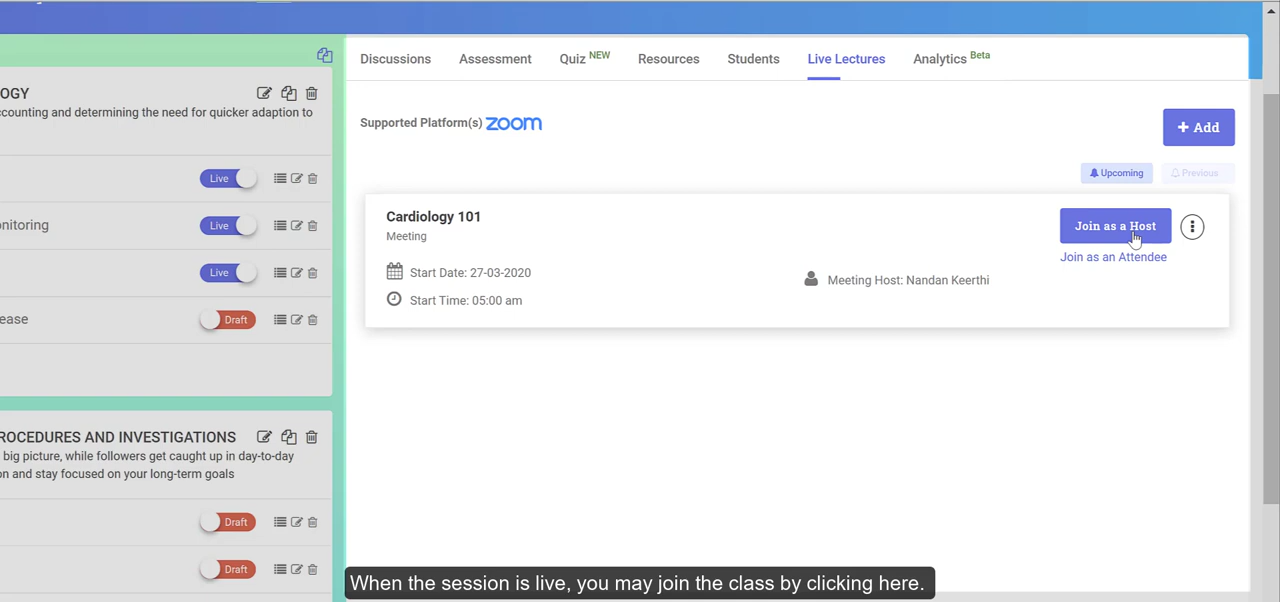 OGY
ccounting and determining the need for quicker adaption to
Live
onitoring
Live
Live
ease
Draft
ROCEDURES AND INVESTIGATIONS
big picture, while followers get caught up in day-to-day
on and stay focused on your long-term goals
Draft
Draft
Discussions Assessment Quiz NEW Resources Students Live Lectures Analytics Beta
Supported Platform(s) zoom
+ Add
Upcoming Previous
Cardiology 101
Meeting
Join as a Host
Join as an Attendee
Start Date: 27-03-2020
Meeting Host: Nandan Keerthi
Start Time: 05:00 am
When the session is live, you may join the class by clicking here.